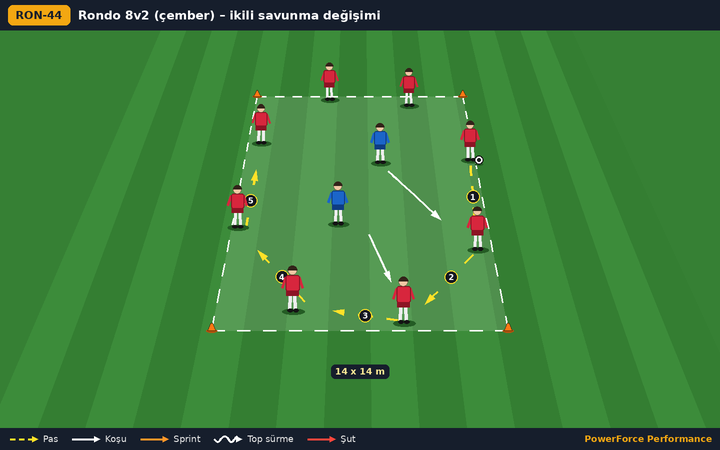 RON-44 Rondo 8v2 (çember) – ikili savunma değişimi
1
5
2
4
3
14 x 14 m
Pas Koşu Sprint Top sürme Şut PowerForce Performance